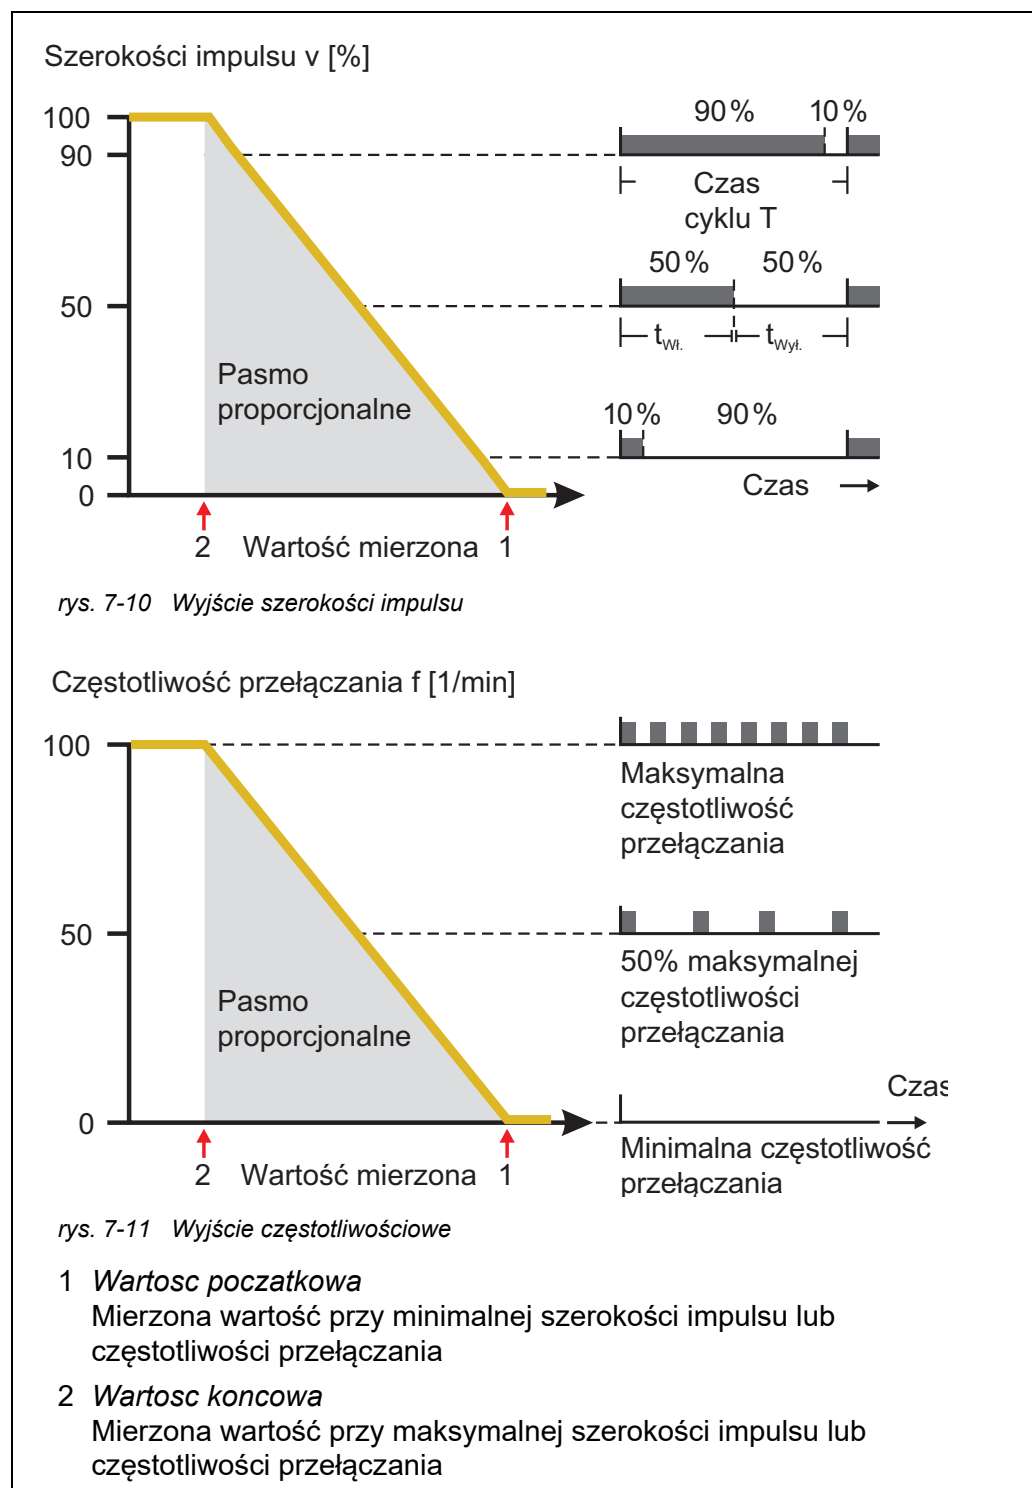 Szerokości impulsu v [%]
100
90
50
10
0
Pasmo
proporcjonalne
2 Wartość mierzona 1
90% 10%
Czas
cyklu T
50% 50%
tWł. tWył.
10% 90%
Czas
rys. 7-10 Wyjście szerokości impulsu
Częstotliwość przełączania f [1/min]
100
50
0
Pasmo
proporcjonalne
2 Wartość mierzona 1
Maksymalna
częstotliwość
przełączania
50% maksymalnej
częstotliwości
przełączania
Czas
Minimalna częstotliwość
przełączania
rys. 7-11 Wyjście częstotliwościowe
1 Wartosc poczatkowa
Mierzona wartość przy minimalnej szerokości impulsu lub
częstotliwości przełączania
2 Wartosc koncowa
Mierzona wartość przy maksymalnej szerokości impulsu lub
częstotliwości przełączania